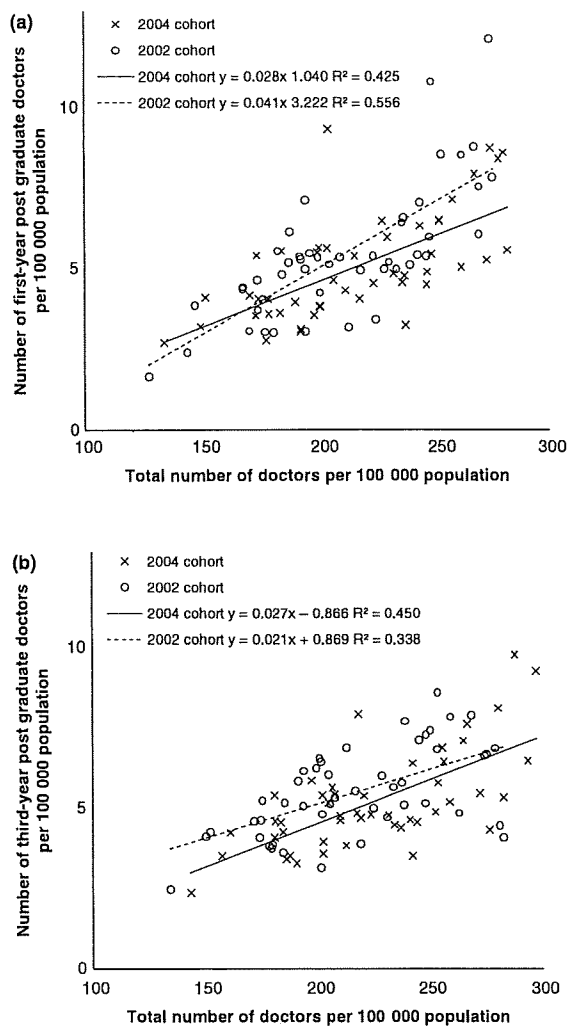 (a)
2004 cohort
2002 cohort
2004 cohort y = 0.028x 1.040 R² = 0.425
2002 cohort y = 0.041x 3.222 R² = 0.556
10
5
0
100
150
200
250
300
Number of first-year post graduate doctors
per 100 000 population
Total number of doctors per 100 000 population
(b)
2004 cohort
2002 cohort
2004 cohort y = 0.027x – 0.866 R² = 0.450
2002 cohort y = 0.021x + 0.869 R² = 0.338
10
5
0
100
150
200
250
300
Number of third-year post graduate doctors
per 100 000 population
Total number of doctors per 100 000 population